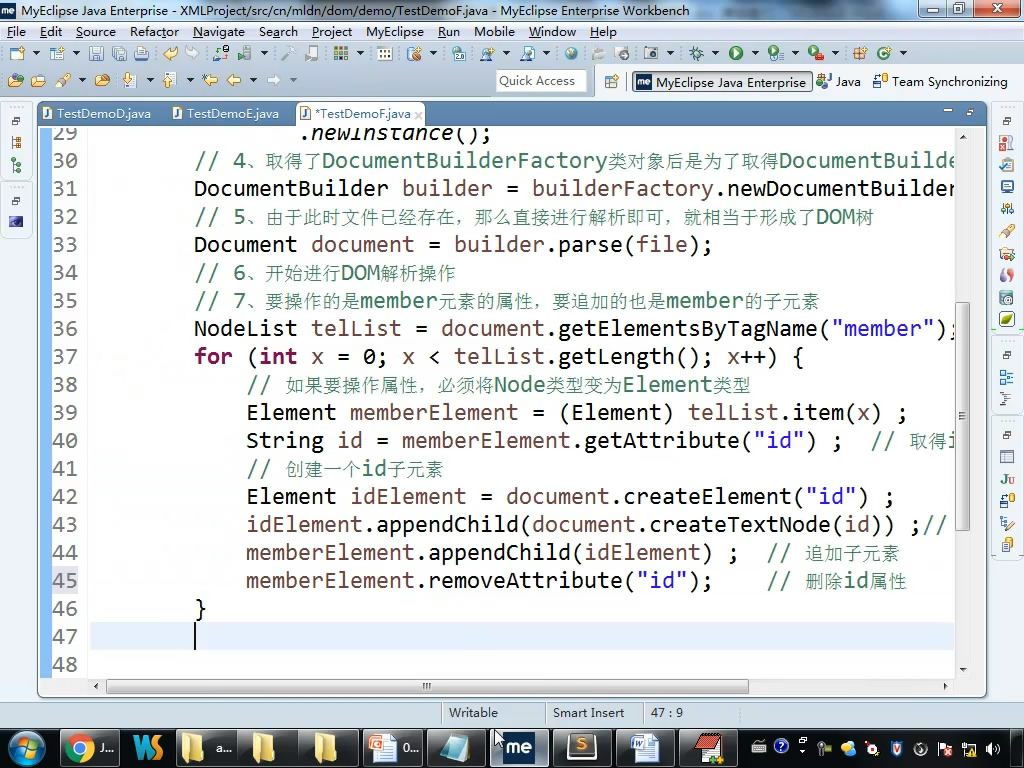 MyEclipse Java Enterprise - XMLProject/src/cn/mldn/dom/demo/TestDemoF.java - MyEclipse Enterprise Workbench
File Edit Source Refactor Navigate Search Project MyEclipse Run Mobile Window Help
Quick Access
MyEclipse Java Enterprise
Java
Team Synchronizing
TestDemoD.java
TestDemoE.java
*TestDemoF.java
29 .newInstance();
30 // 4、取得了DocumentBuilderFactory类对象后是为了取得DocumentBuilde
31 DocumentBuilder builder = builderFactory.newDocumentBuilder
32 // 5、由于此时文件已经存在，那么直接进行解析即可，就相当于形成了DOM树
33 Document document = builder.parse(file);
34 // 6、开始进行DOM解析操作
35 // 7、要操作的是member元素的属性，要追加的也是member的子元素
36 NodeList telList = document.getElementsByTagName("member");
37 for (int x = 0; x < telList.getLength(); x++) {
38 // 如果要操作属性，必须将Node类型变为Element类型
39 Element memberElement = (Element) telList.item(x) ;
40 String id = memberElement.getAttribute("id") ; // 取得i
41 // 创建一个id子元素
42 Element idElement = document.createElement("id") ;
43 idElement.appendChild(document.createTextNode(id)) ;//
44 memberElement.appendChild(idElement) ; // 追加子元素
45 memberElement.removeAttribute("id"); // 删除id属性
46 }
47
48
Writable
Smart Insert
47 : 9
J...
a...
0...
me